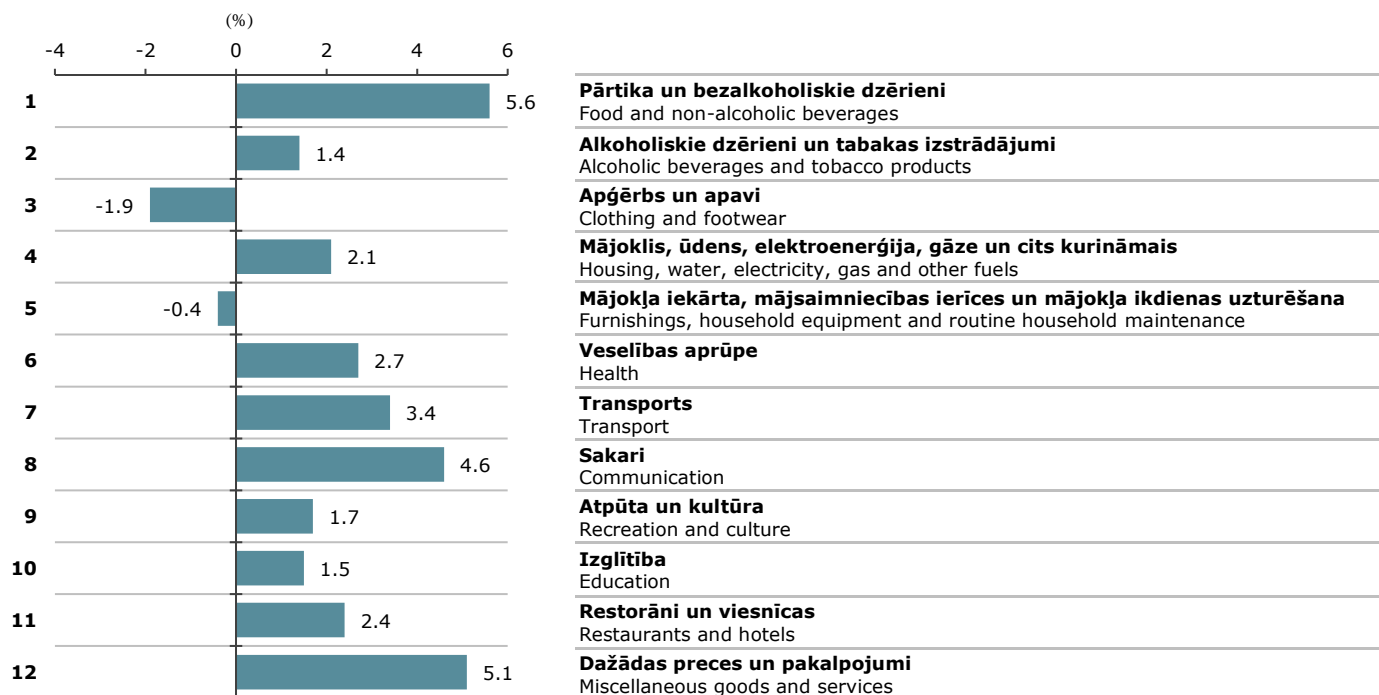 (%)
-4 -2 0 2 4 6
1 5.6 Pārtika un bezalkoholiskie dzērieni
Food and non-alcoholic beverages
2 1.4 Alkoholiskie dzērieni un tabakas izstrādājumi
Alcoholic beverages and tobacco products
3 -1.9 Apģērbs un apavi
Clothing and footwear
4 2.1 Mājoklis, ūdens, elektroenerģija, gāze un cits kurināmais
Housing, water, electricity, gas and other fuels
5 -0.4 Mājokļa iekārta, mājsaimniecības ierīces un mājokļa ikdienas uzturēšana
Furnishings, household equipment and routine household maintenance
6 2.7 Veselības aprūpe
Health
7 3.4 Transports
Transport
8 4.6 Sakari
Communication
9 1.7 Atpūta un kultūra
Recreation and culture
10 1.5 Izglītība
Education
11 2.4 Restorāni un viesnīcas
Restaurants and hotels
12 5.1 Dažādas preces un pakalpojumi
Miscellaneous goods and services